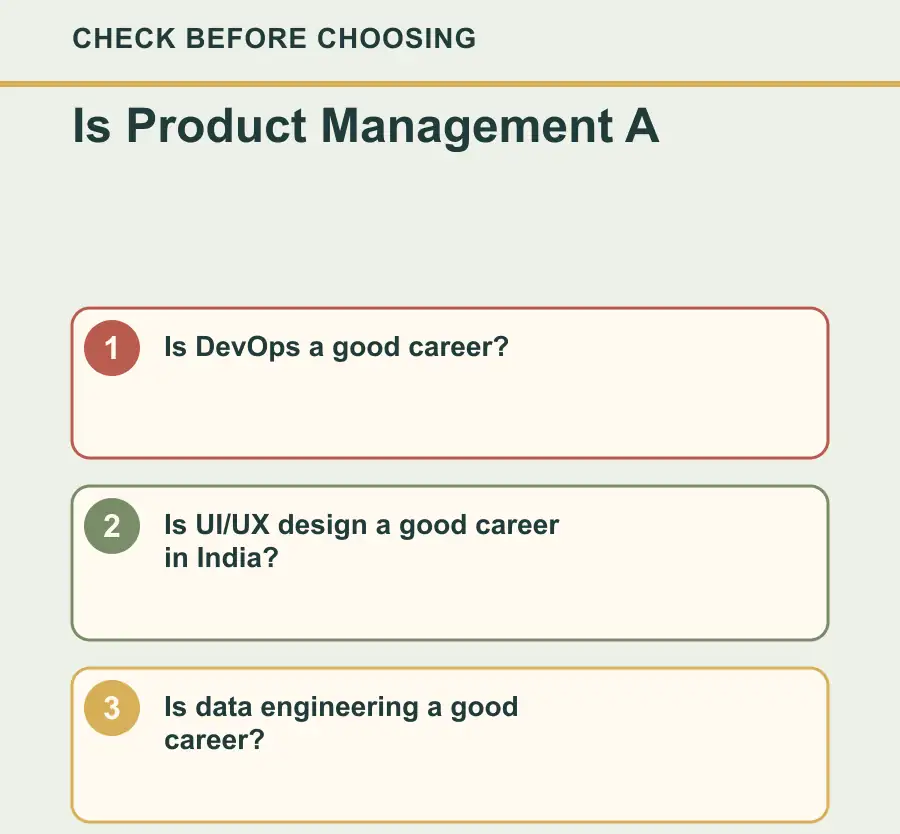 CHECK BEFORE CHOOSING
Is Product Management A
1
Is DevOps a good career?
2
Is UI/UX design a good career
in India?
3
Is data engineering a good
career?